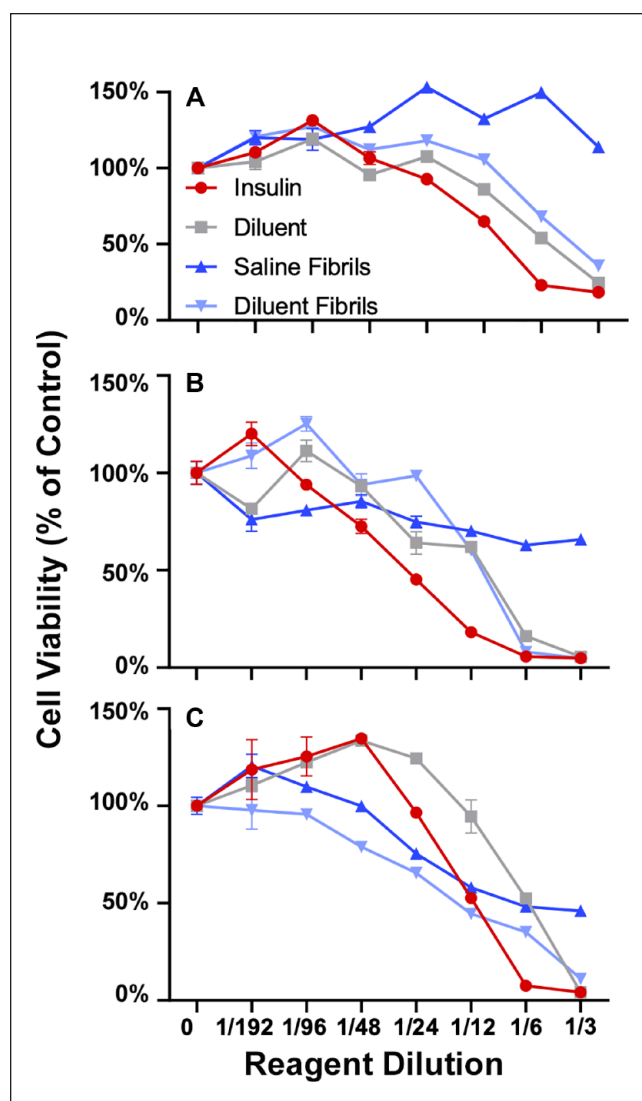 150%
A
100%
Insulin
Diluent
50%
Saline Fibrils
Diluent Fibrils
0%
150%
B
100%
50%
0%
150%
C
100%
50%
0%
Cell Viability (% of Control)
0 1/192 1/96 1/48 1/24 1/12 1/6 1/3
Reagent Dilution